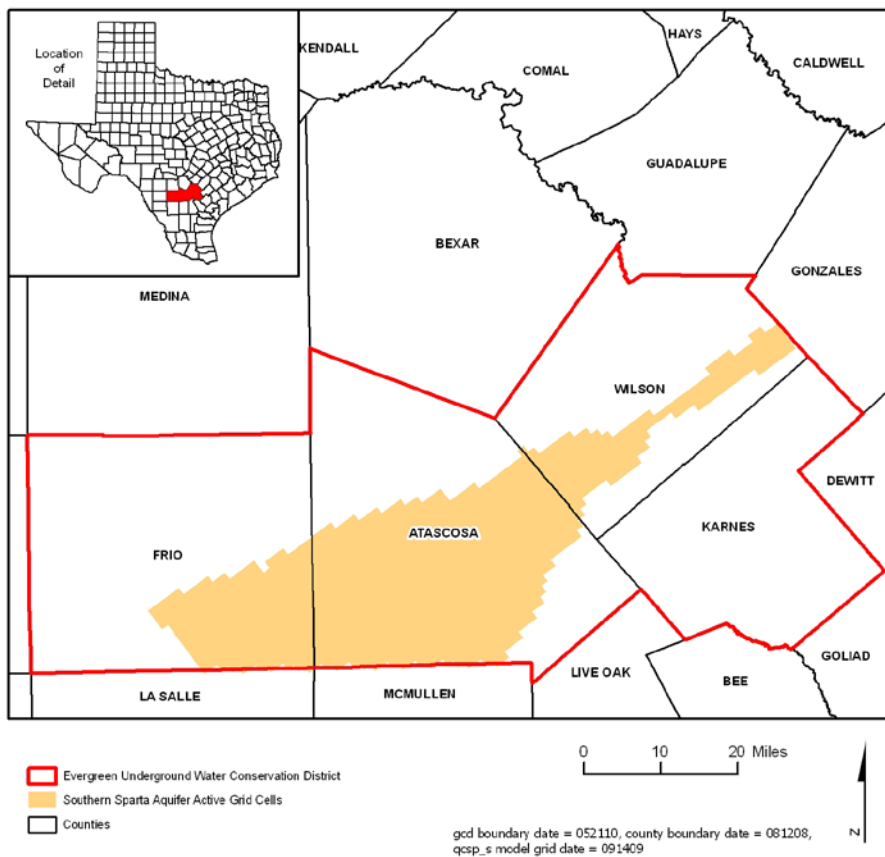 Location
of
Detail
KENDALL
HAYS
COMAL
CALDWELL
GUADALUPE
BEXAR
GONZALES
MEDINA
WILSON
DEWITT
ATASCOSA
KARNES
FRIO
GOLIAD
LIVE OAK
BEE
LA SALLE
MCMULLEN
0 10 20 Miles
Evergreen Underground Water Conservation District
Southern Sparta Aquifer Active Grid Cells
Counties
N
gcd boundary date = 052110, county boundary date = 081208,
qcsp_s model grid date = 091409